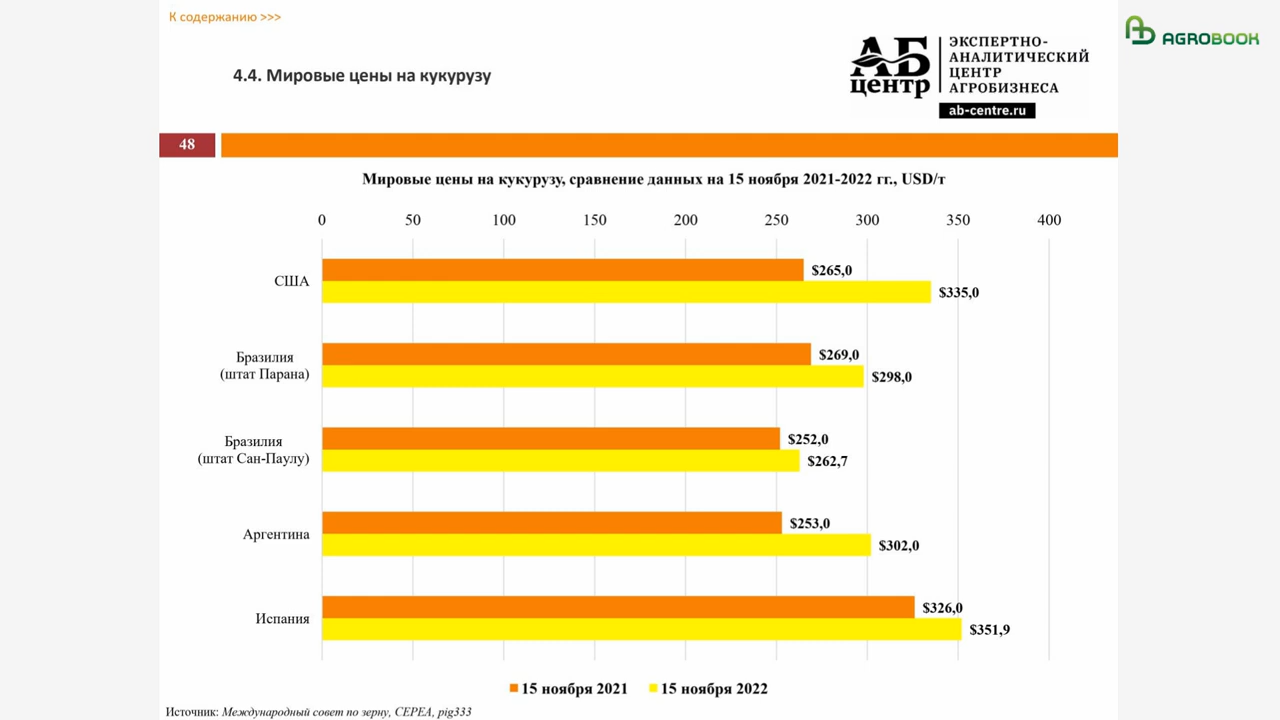 К содержанию >>>
AGROBOOK
4.4. Мировые цены на кукурузу
АБ
центр
ЭКСПЕРТНО-
АНАЛИТИЧЕСКИЙ
ЦЕНТР
АГРОБИЗНЕСА
ab-centre.ru
48
Мировые цены на кукурузу, сравнение данных на 15 ноября 2021-2022 гг., USD/т
0 50 100 150 200 250 300 350 400
США
$265,0
$335,0
Бразилия
(штат Парана)
$269,0
$298,0
Бразилия
(штат Сан-Паулу)
$252,0
$262,7
Аргентина
$253,0
$302,0
Испания
$326,0
$351,9
15 ноября 2021 15 ноября 2022
Источник: Международный совет по зерну, CEPEA, pig333